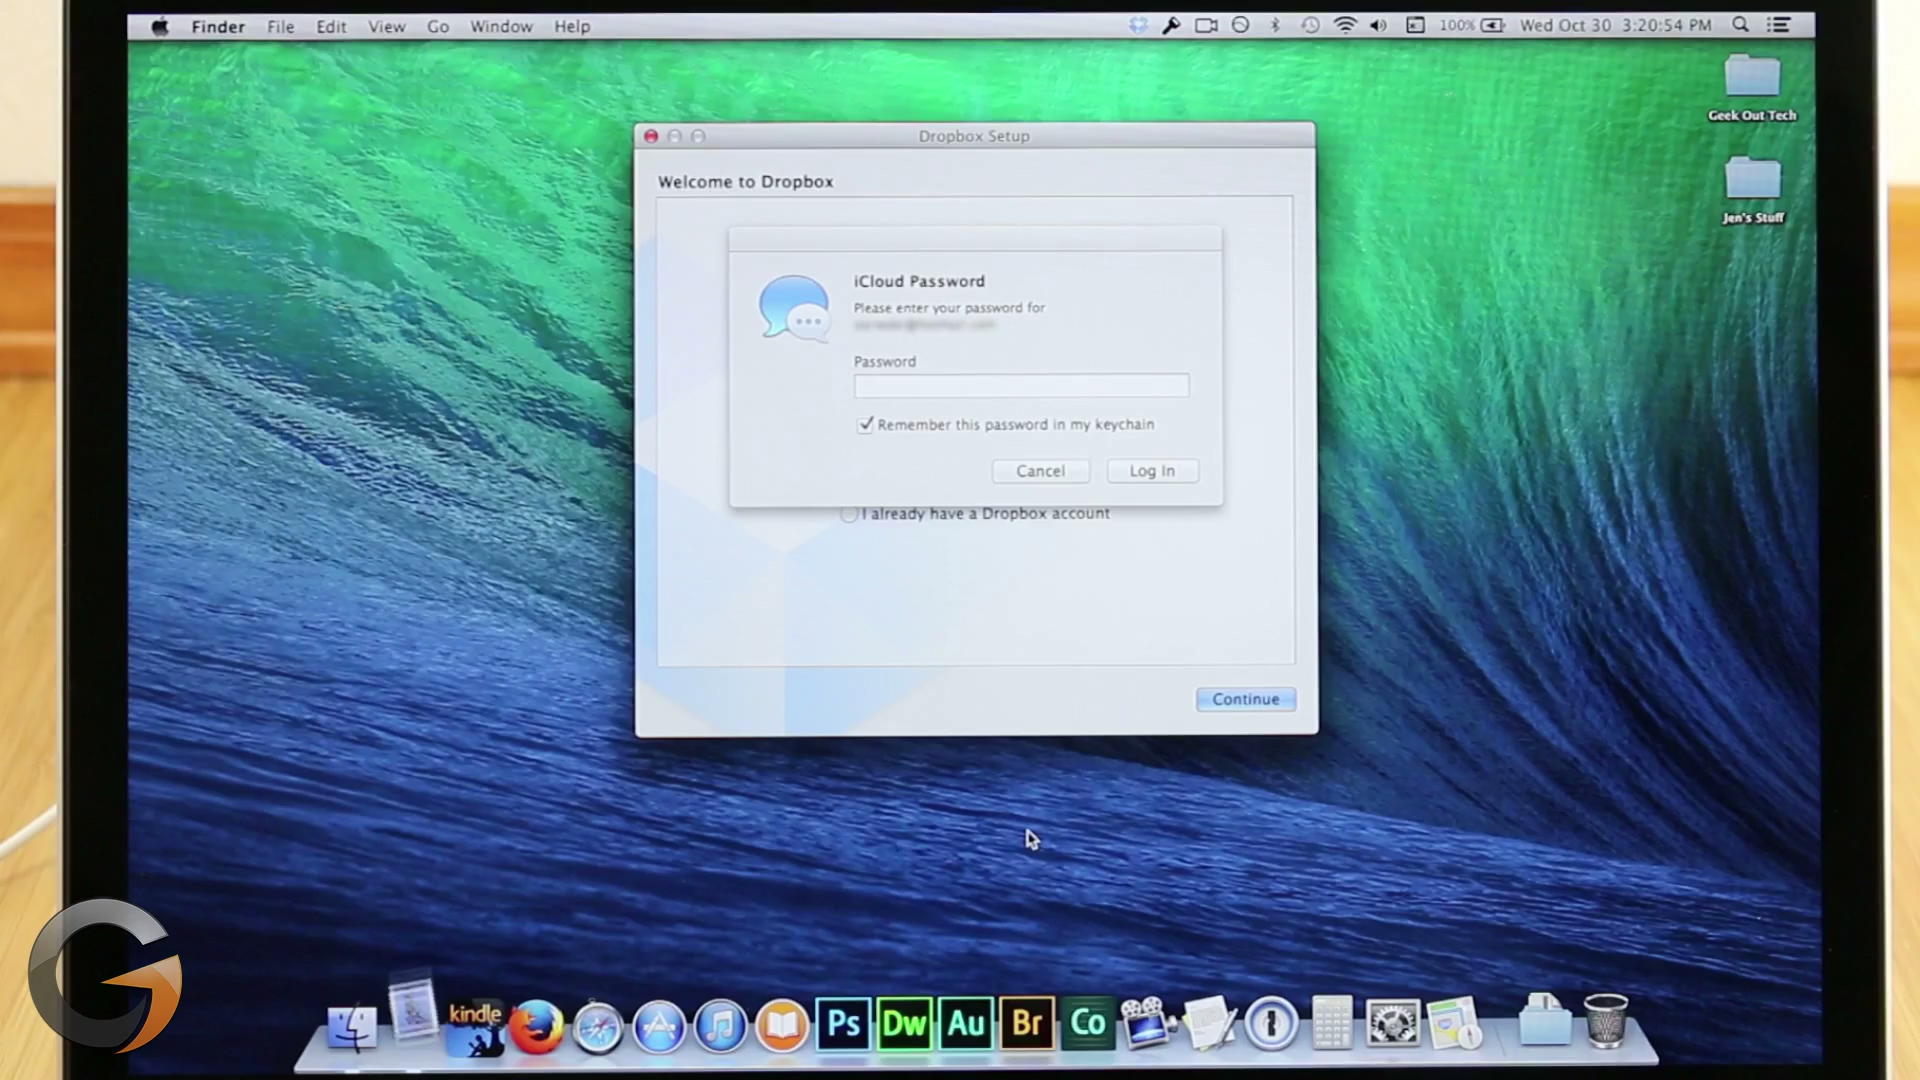 Finder File Edit View Go Window Help 100% Wed Oct 30 3:20:54 PM
Geek Out Tech
Jen's Stuff
Dropbox Setup
Welcome to Dropbox
iCloud Password
Please enter your password for
Password
Remember this password in my keychain
Cancel Log In
I already have a Dropbox account
Continue
kindle Ps Dw Au Br Co